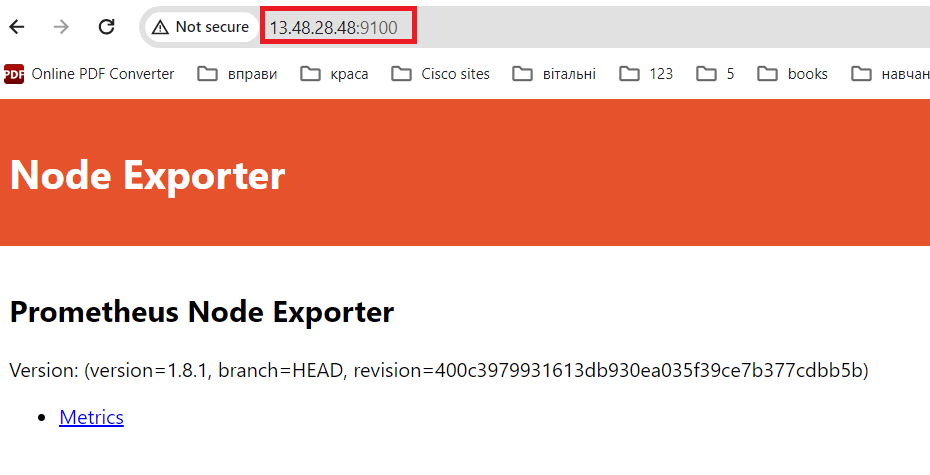 Not secure 13.48.28.48:9100
PDF Online PDF Converter вправи краса Cisco sites вітальні 123 5 books навчан
Node Exporter
Prometheus Node Exporter
Version: (version=1.8.1, branch=HEAD, revision=400c3979931613db930ea035f39ce7b377cdbb5b)
Metrics